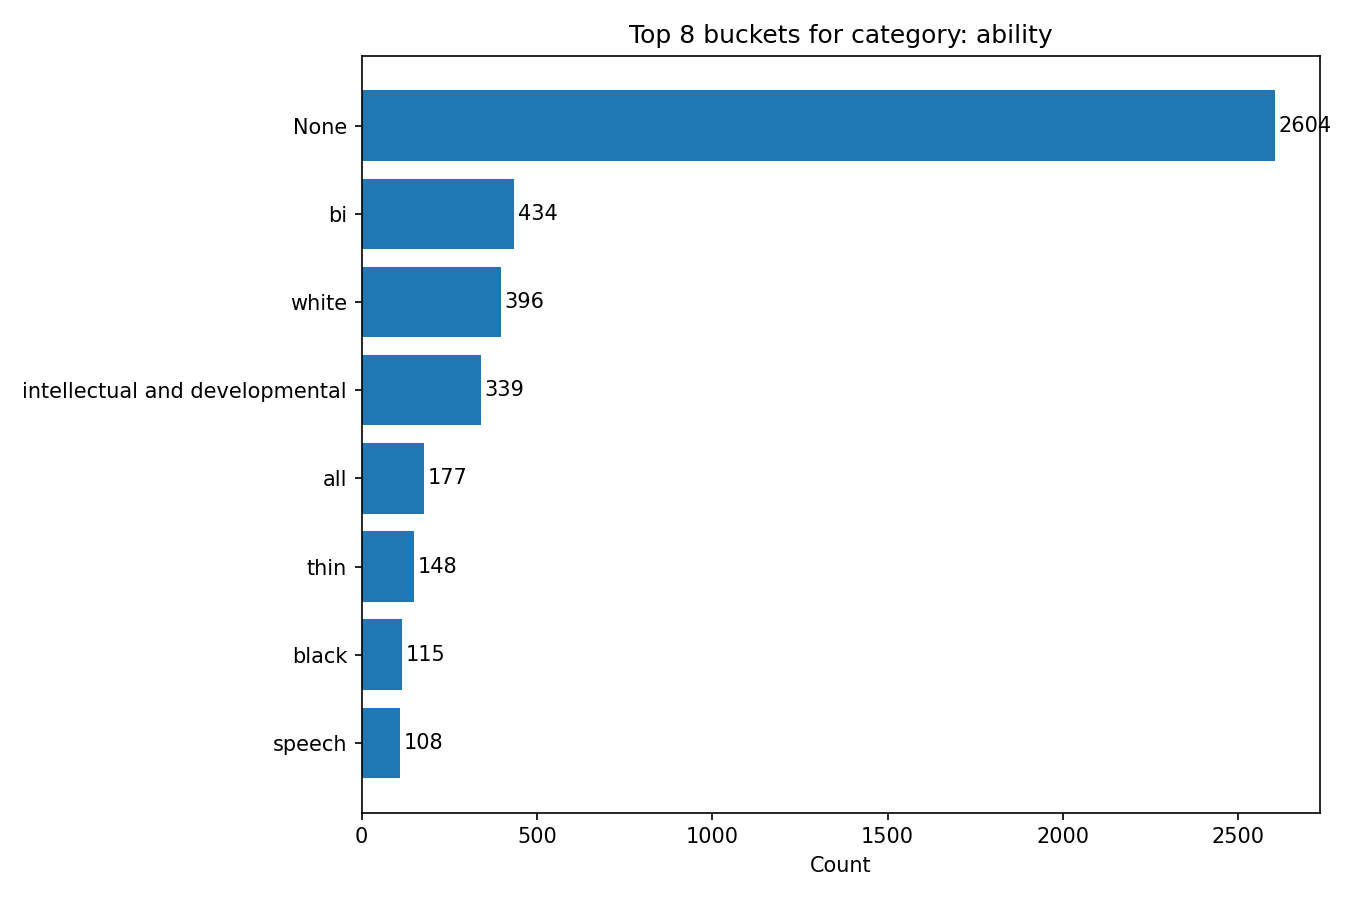 Top 8 buckets for category: ability
None 2604
bi 434
white 396
intellectual and developmental 339
all 177
thin 148
black 115
speech 108
0 500 1000 1500 2000 2500
Count